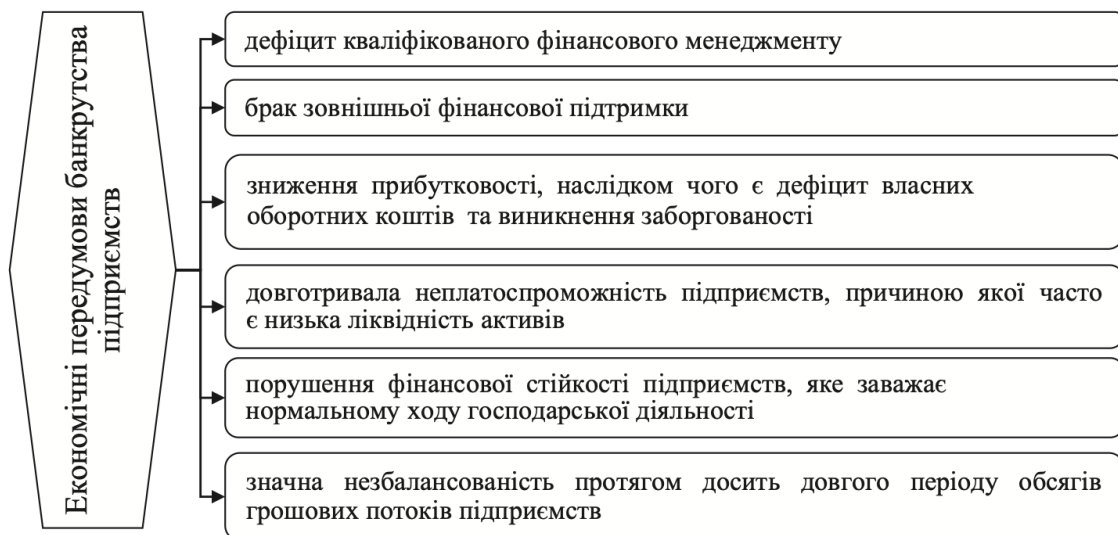 Економічні передумови банкрутства
підприємств
дефіцит кваліфікованого фінансового менеджменту
брак зовнішньої фінансової підтримки
зниження прибутковості, наслідком чого є дефіцит власних
оборотних коштів та виникнення заборгованості
довготривала неплатоспроможність підприємств, причиною якої часто
є низька ліквідність активів
порушення фінансової стійкості підприємств, яке заважає
нормальному ходу господарської діяльності
значна незбалансованість протягом досить довгого періоду обсягів
грошових потоків підприємств